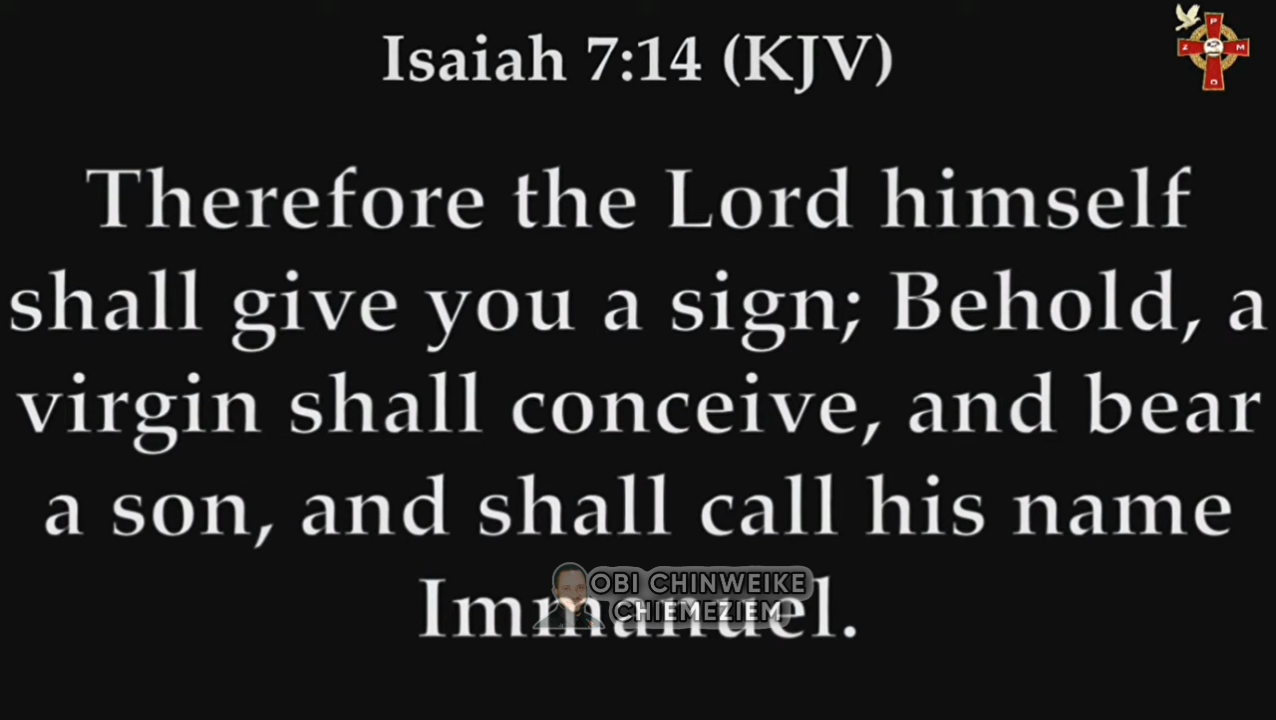 Isaiah 7:14 (KJV)
P
Z M
Therefore the Lord himself
shall give you a sign; Behold, a
virgin shall conceive, and bear
a son, and shall call his name
Immanuel.
OBI CHINWEIKE
CHIEMEZIEM